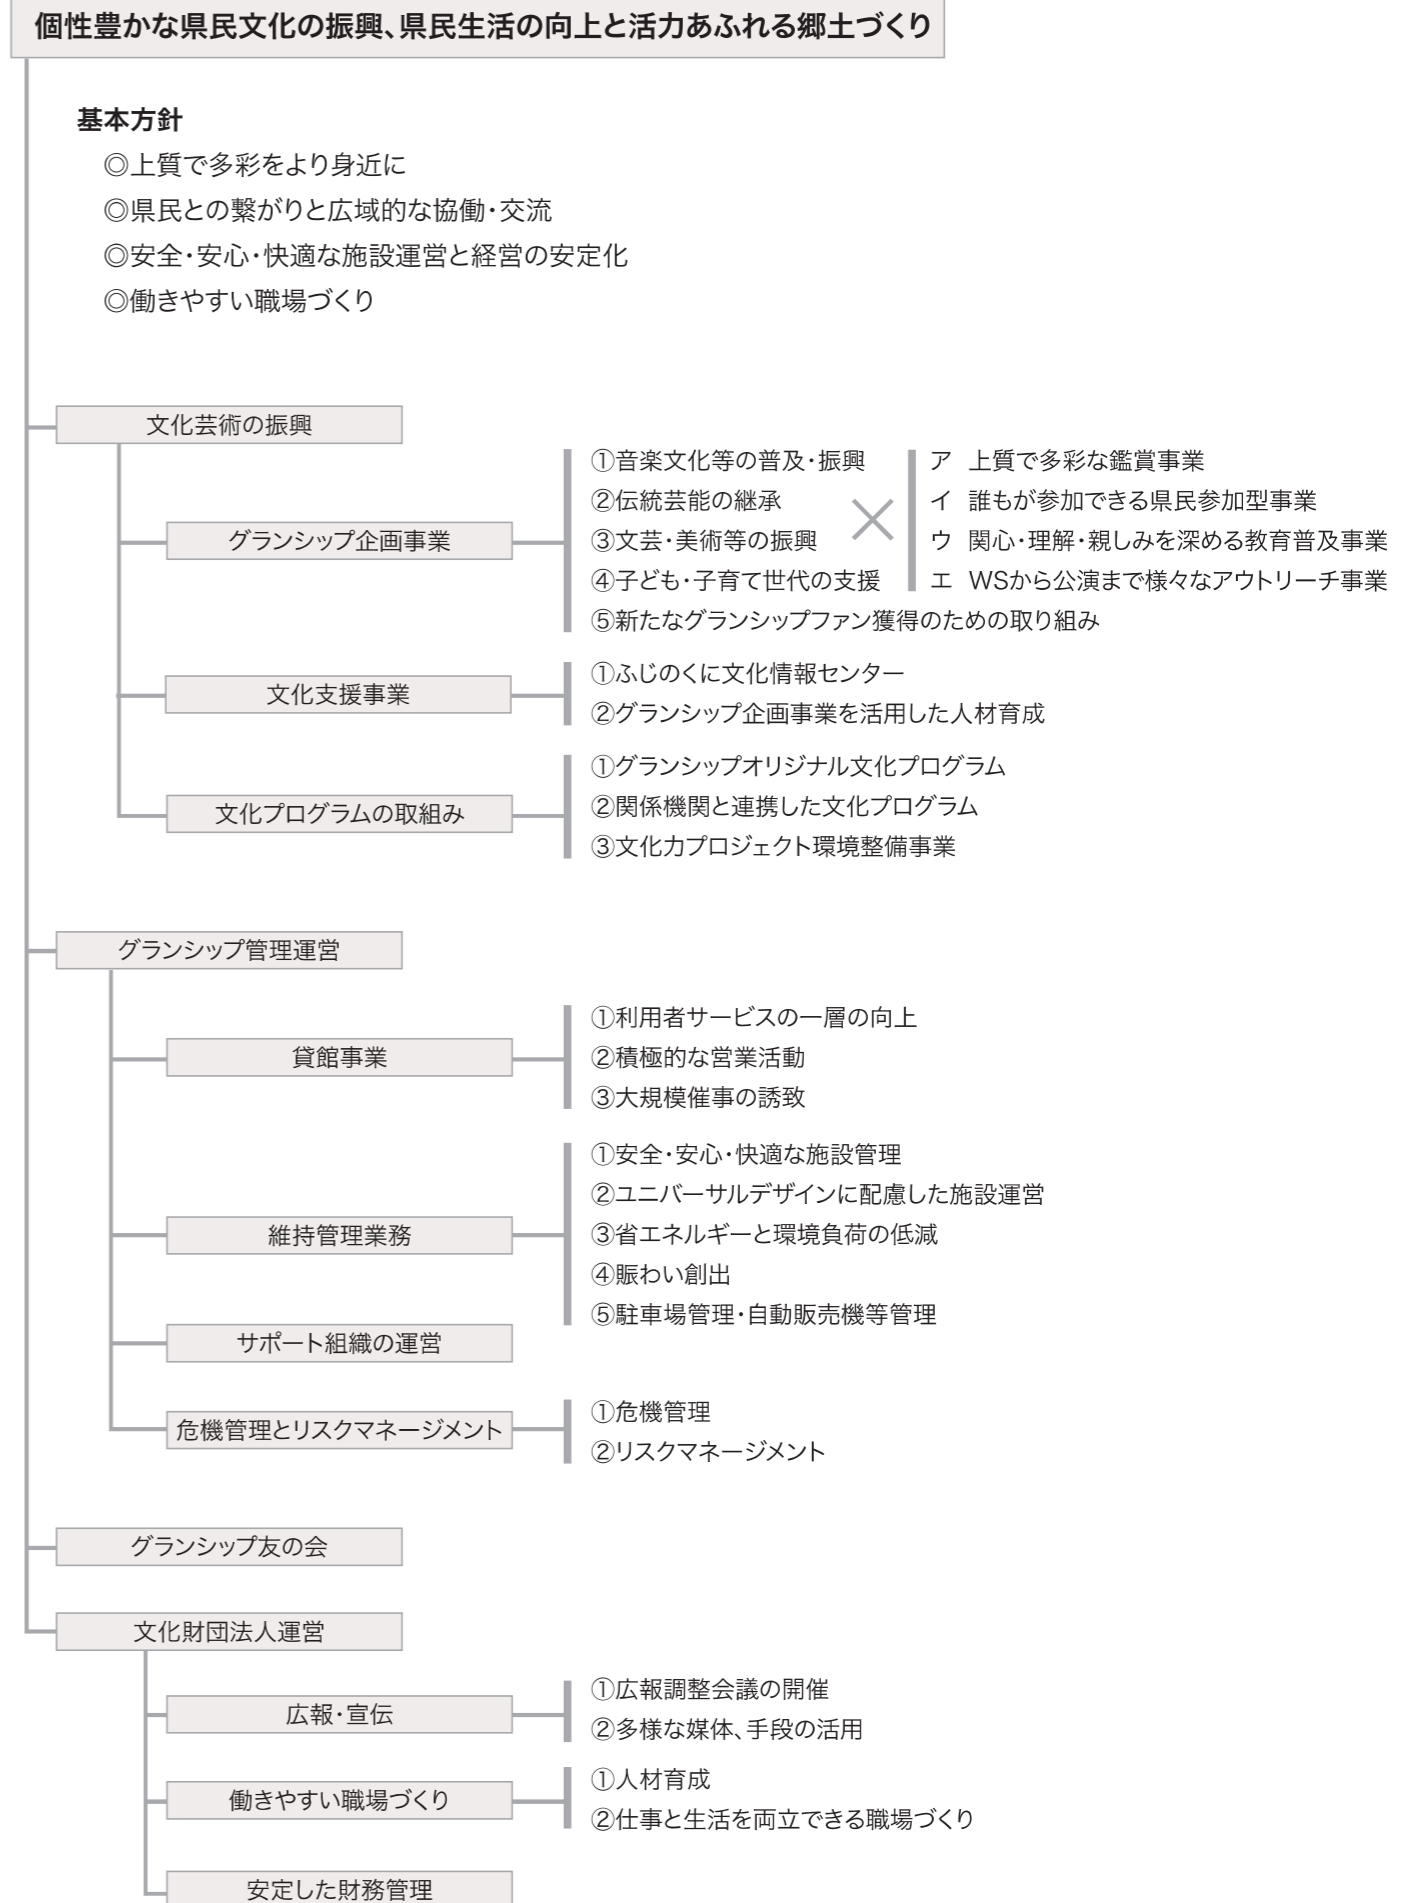 個性豊かな県民文化の振興、県民生活の向上と活力あふれる郷土づくり
基本方針
◎上質で多彩をより身近に
◎県民との繋がりと広域的な協働・交流
◎安全・安心・快適な施設運営と経営の安定化
◎働きやすい職場づくり
文化芸術の振興
グランシップ企画事業
①音楽文化等の普及・振興
②伝統芸能の継承
③文芸・美術等の振興
④子ども・子育て世代の支援
⑤新たなグランシップファン獲得のための取り組み
×
ア 上質で多彩な鑑賞事業
イ 誰もが参加できる県民参加型事業
ウ 関心・理解・親しみを深める教育普及事業
エ WSから公演まで様々なアウトリーチ事業
文化支援事業
①ふじのくに文化情報センター
②グランシップ企画事業を活用した人材育成
文化プログラムの取組み
①グランシップオリジナル文化プログラム
②関係機関と連携した文化プログラム
③文化力プロジェクト環境整備事業
グランシップ管理運営
貸館事業
①利用者サービスの一層の向上
②積極的な営業活動
③大規模催事の誘致
維持管理業務
①安全・安心・快適な施設管理
②ユニバーサルデザインに配慮した施設運営
③省エネルギーと環境負荷の低減
④賑わい創出
⑤駐車場管理・自動販売機等管理
サポート組織の運営
危機管理とリスクマネージメント
①危機管理
②リスクマネージメント
グランシップ友の会
文化財団法人運営
広報・宣伝
①広報調整会議の開催
②多様な媒体、手段の活用
働きやすい職場づくり
①人材育成
②仕事と生活を両立できる職場づくり
安定した財務管理